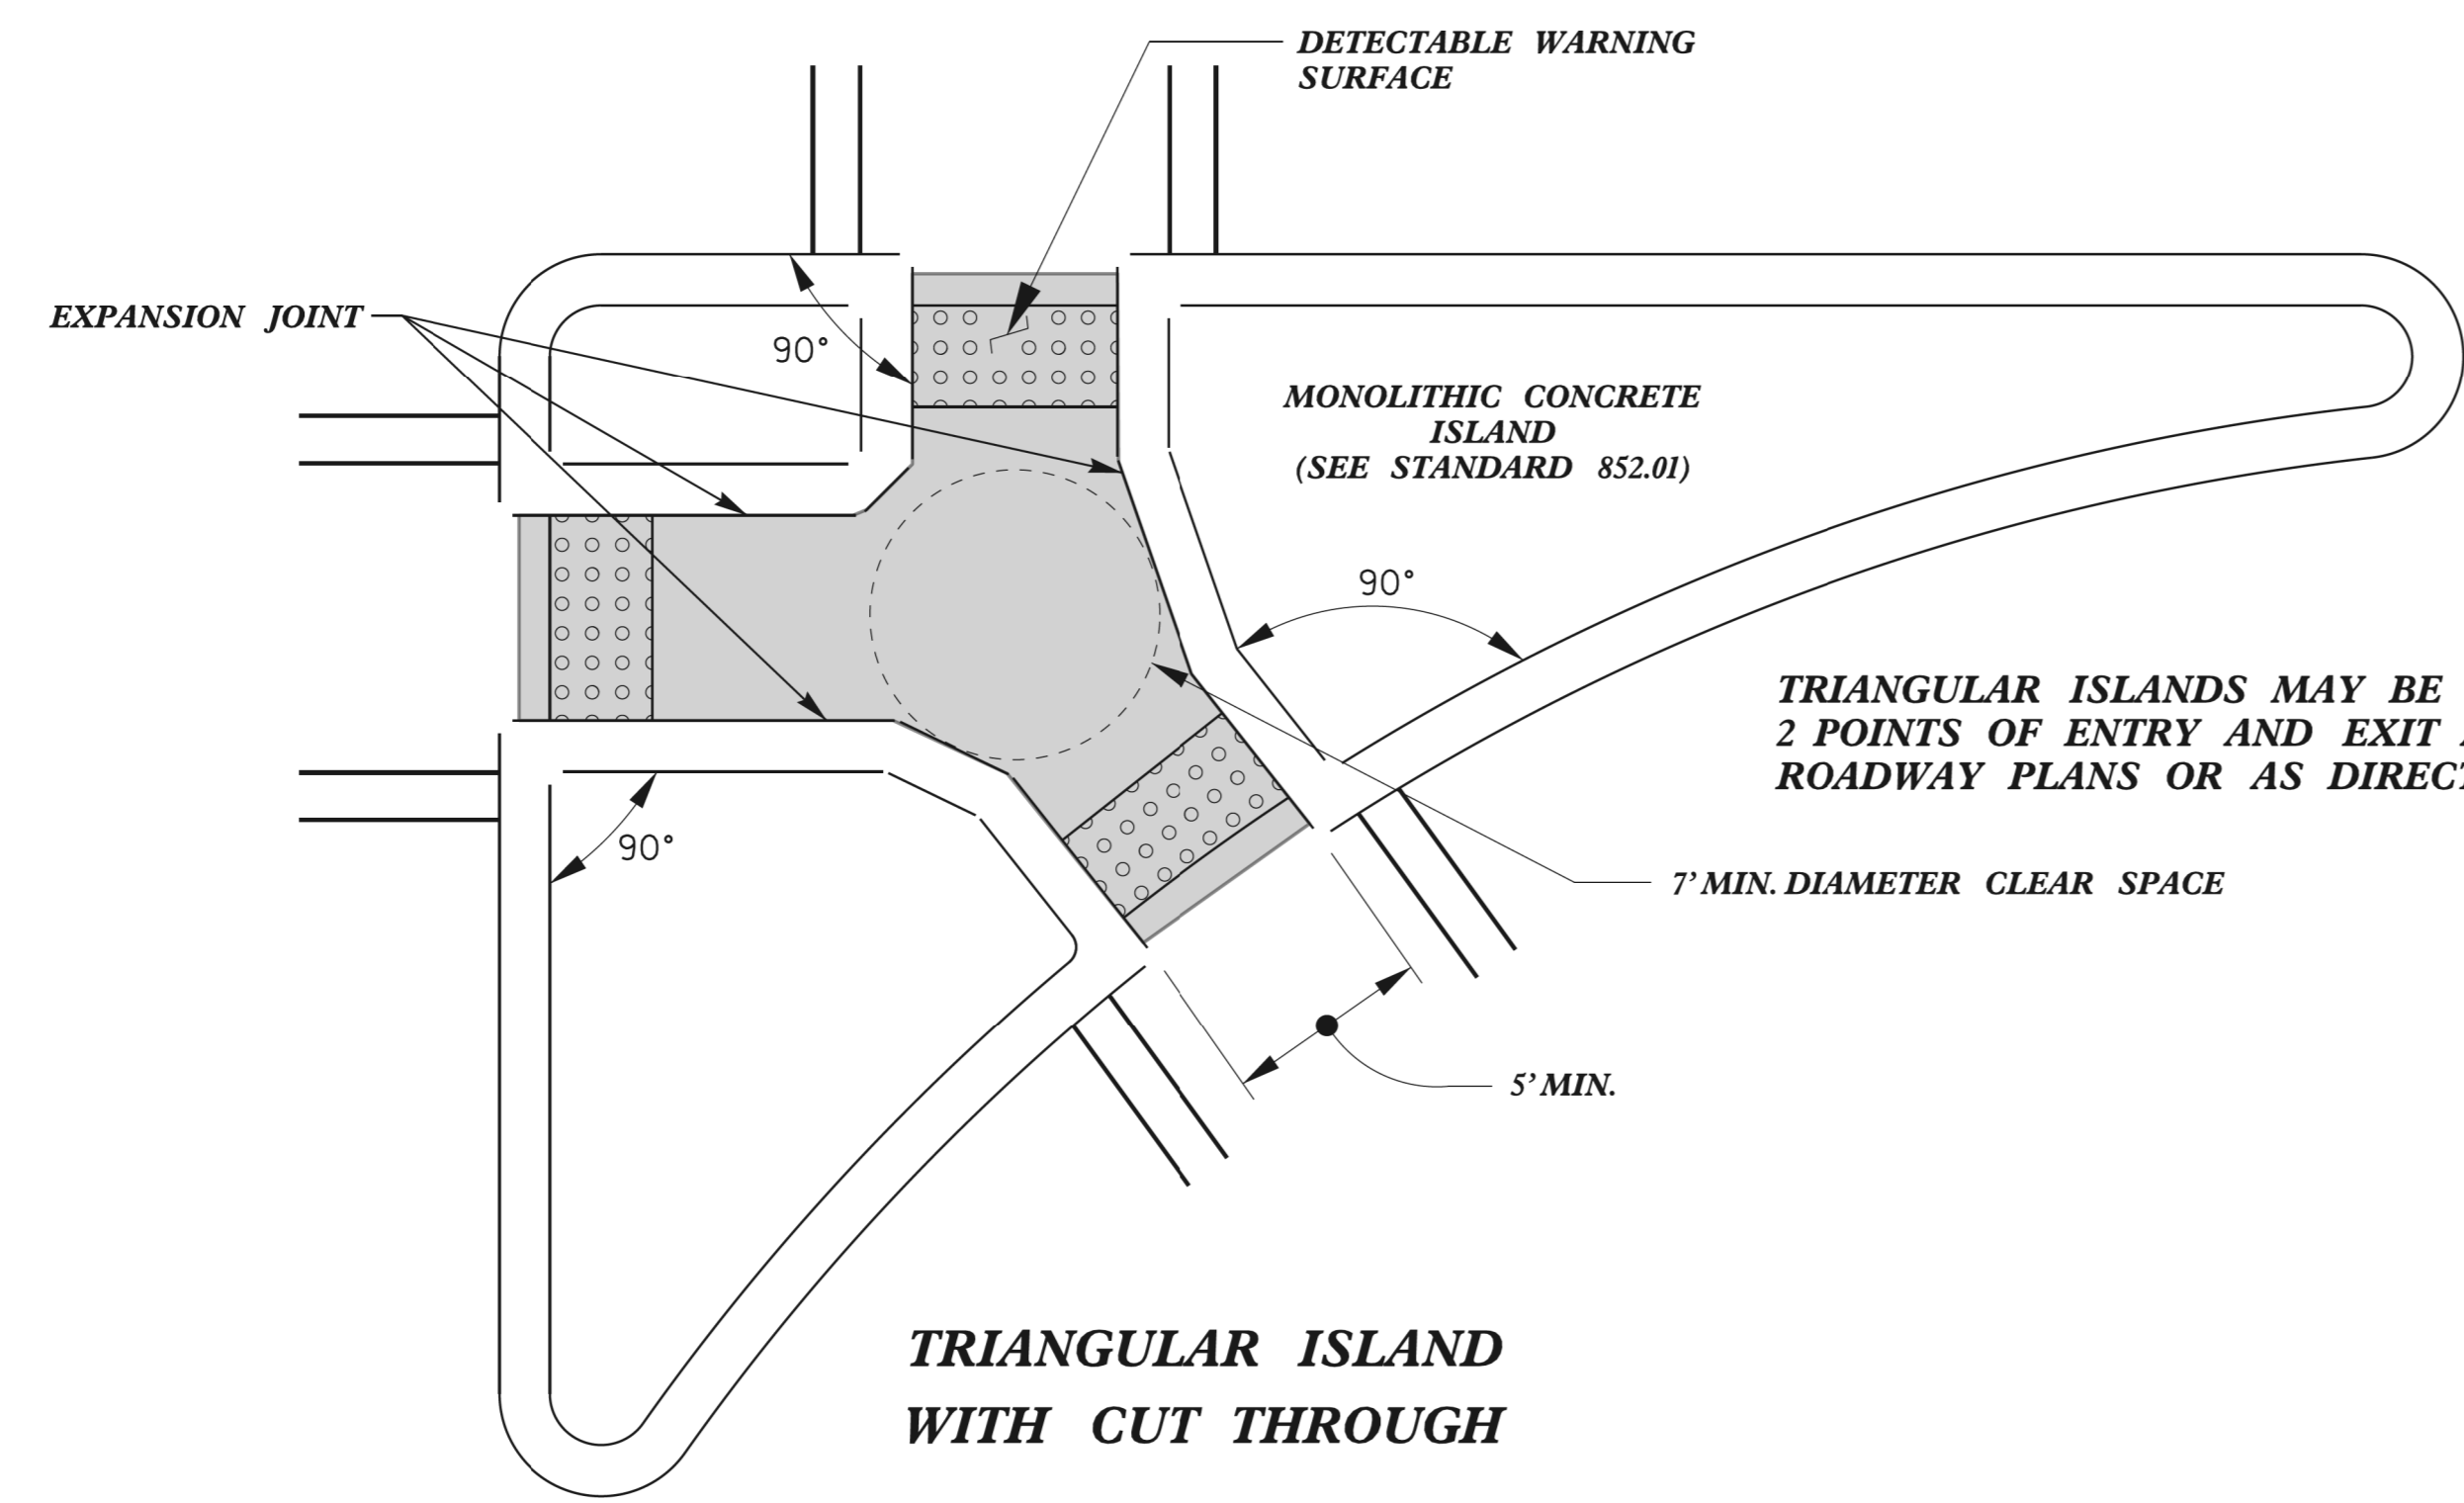 DETECTABLE WARNING
SURFACE
EXPANSION JOINT
90°
MONOLITHIC CONCRETE
ISLAND
(SEE STANDARD 852.01)
90°
TRIANGULAR ISLANDS MAY BE
2 POINTS OF ENTRY AND EXIT
ROADWAY PLANS OR AS
90°
7' MIN. DIAMETER CLEAR SPACE
5' MIN.
TRIANGULAR ISLAND
WITH CUT THROUGH